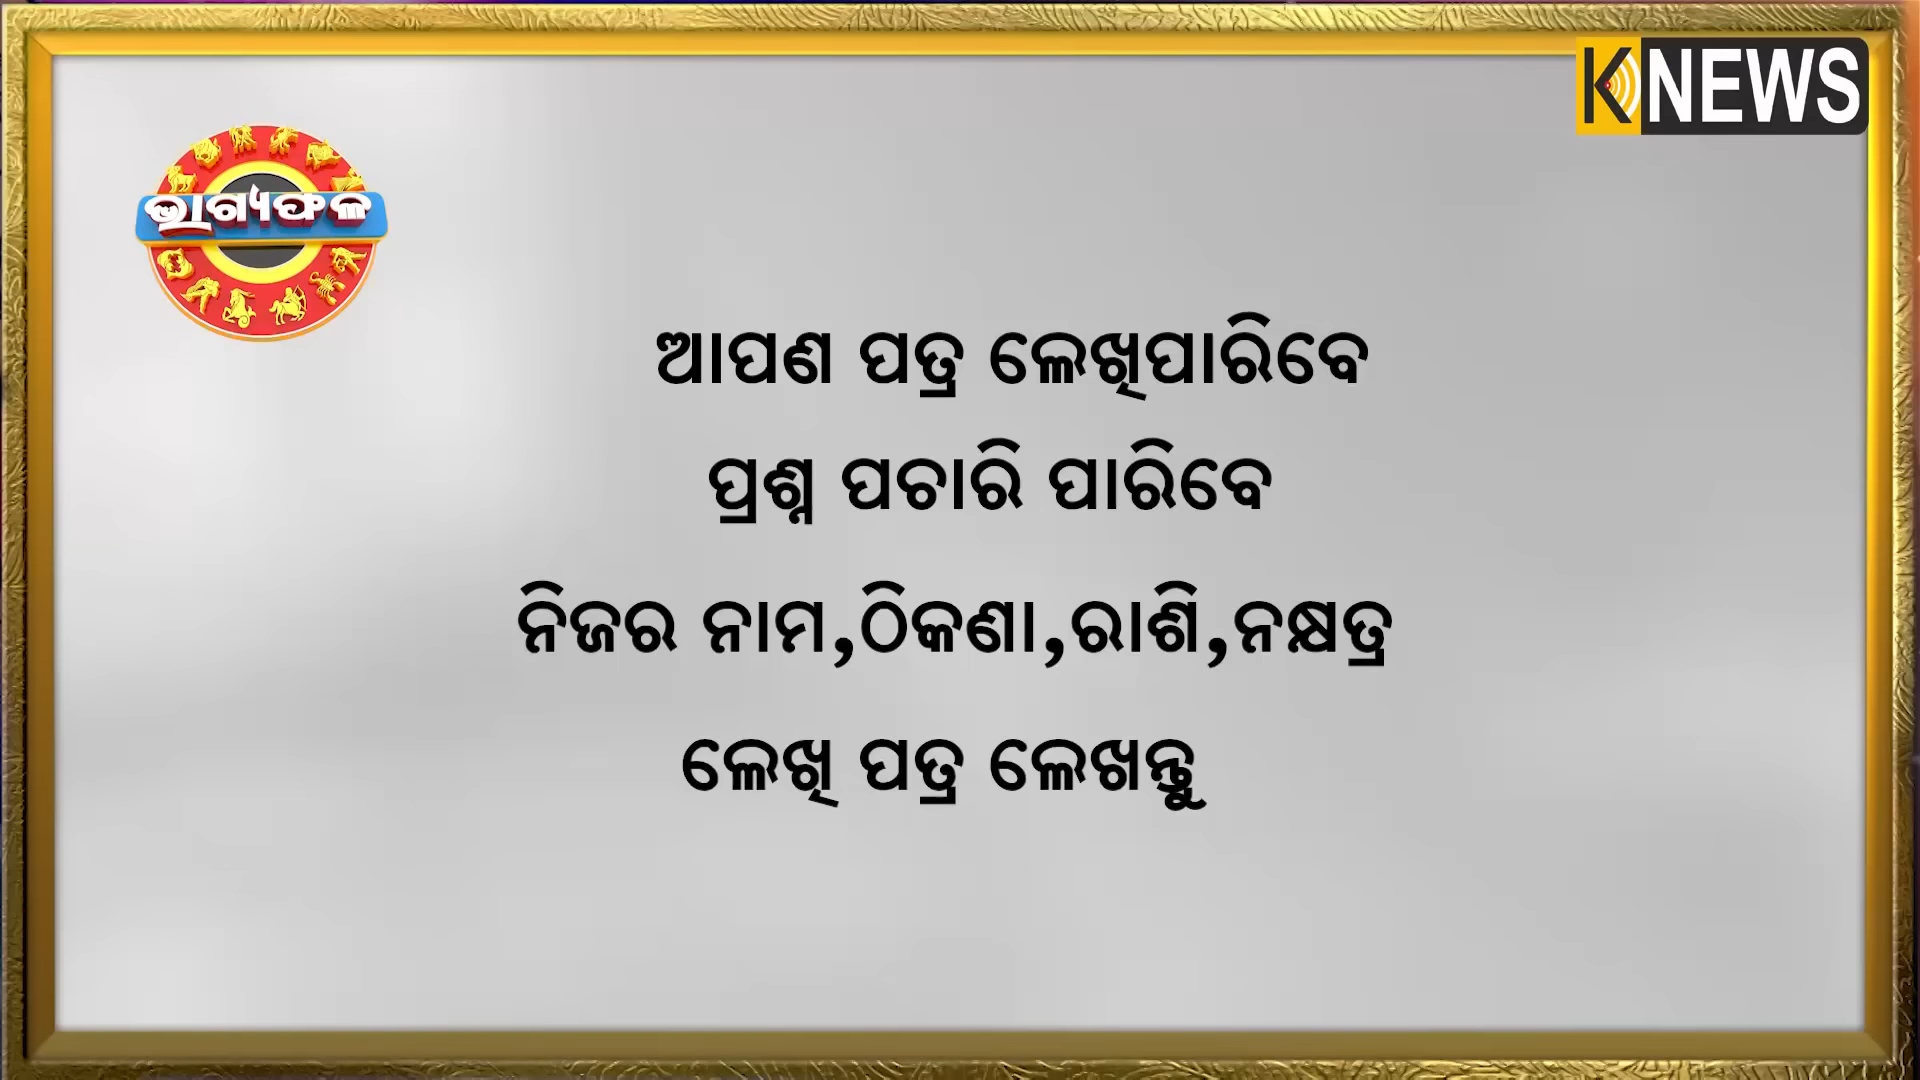 KNEWS
ଭାଗ୍ୟଫଳ
ଆପଣ ପତ୍ର ଲେଖିପାରିବେ
ପ୍ରଶ୍ନ ପଚାରି ପାରିବେ
ନିଜର ନାମ,ଠିକଣା,ରାଶି,ନକ୍ଷତ୍ର
ଲେଖି ପତ୍ର ଲେଖନ୍ତୁ